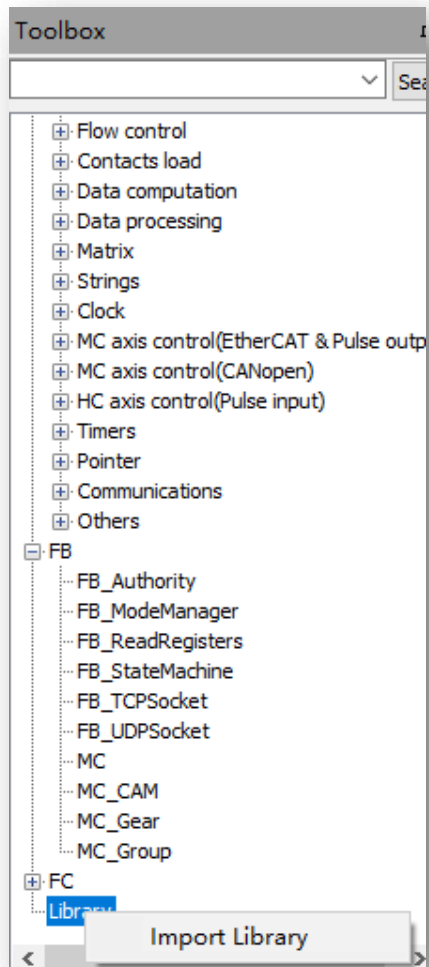 Toolbox
Sea
Flow control
Contacts load
Data computation
Data processing
Matrix
Strings
Clock
MC axis control(EtherCAT & Pulse outp
MC axis control(CANopen)
HC axis control(Pulse input)
Timers
Pointer
Communications
Others
FB
FB_Authority
FB_ModeManager
FB_ReadRegisters
FB_StateMachine
FB_TCPSocket
FB_UDPSocket
MC
MC_CAM
MC_Gear
MC_Group
FC
Library
Import Library